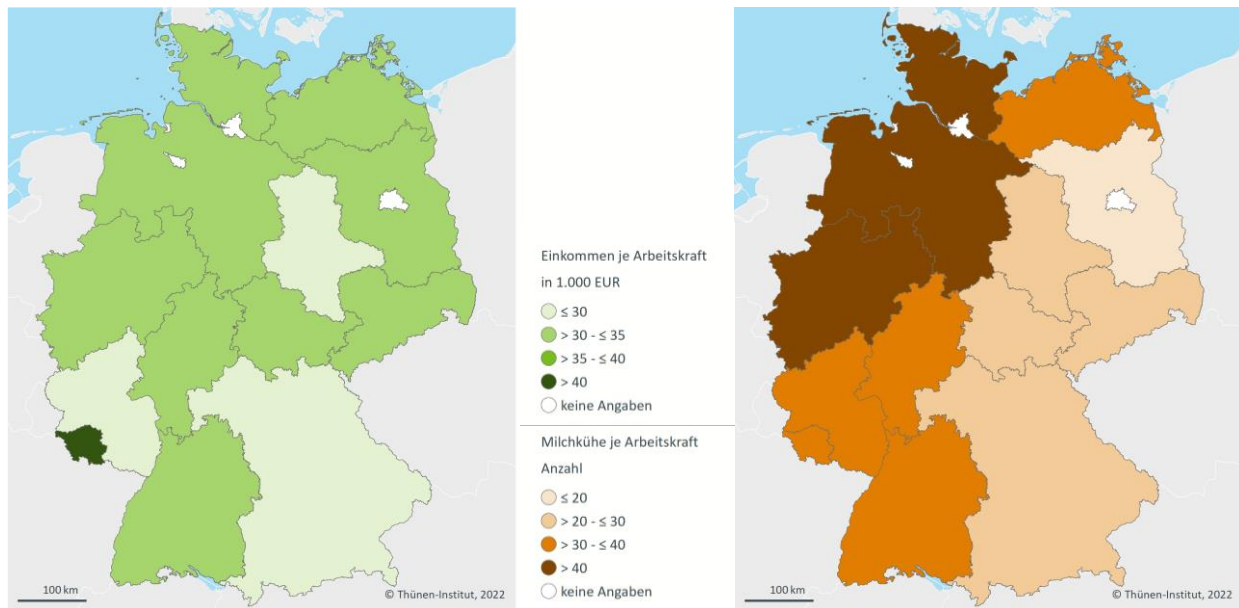 Einkommen je Arbeitskraft
in 1.000 EUR
≤ 30
> 30 - ≤ 35
> 35 - ≤ 40
> 40
keine Angaben
Milchkühe je Arbeitskraft
Anzahl
≤ 20
> 20 - ≤ 30
> 30 - ≤ 40
> 40
keine Angaben
100 km
© Thünen-Institut, 2022
100 km
© Thünen-Institut, 2022